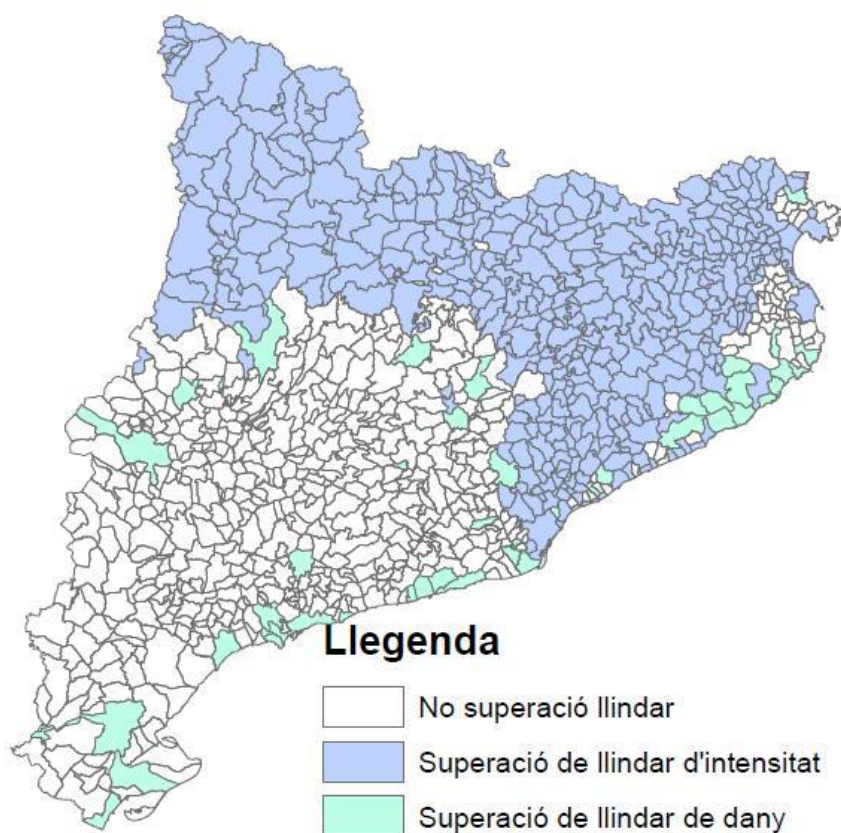 Llegenda
No superació llindar
Superació de llindar d'intensitat
Superació de llindar de dany